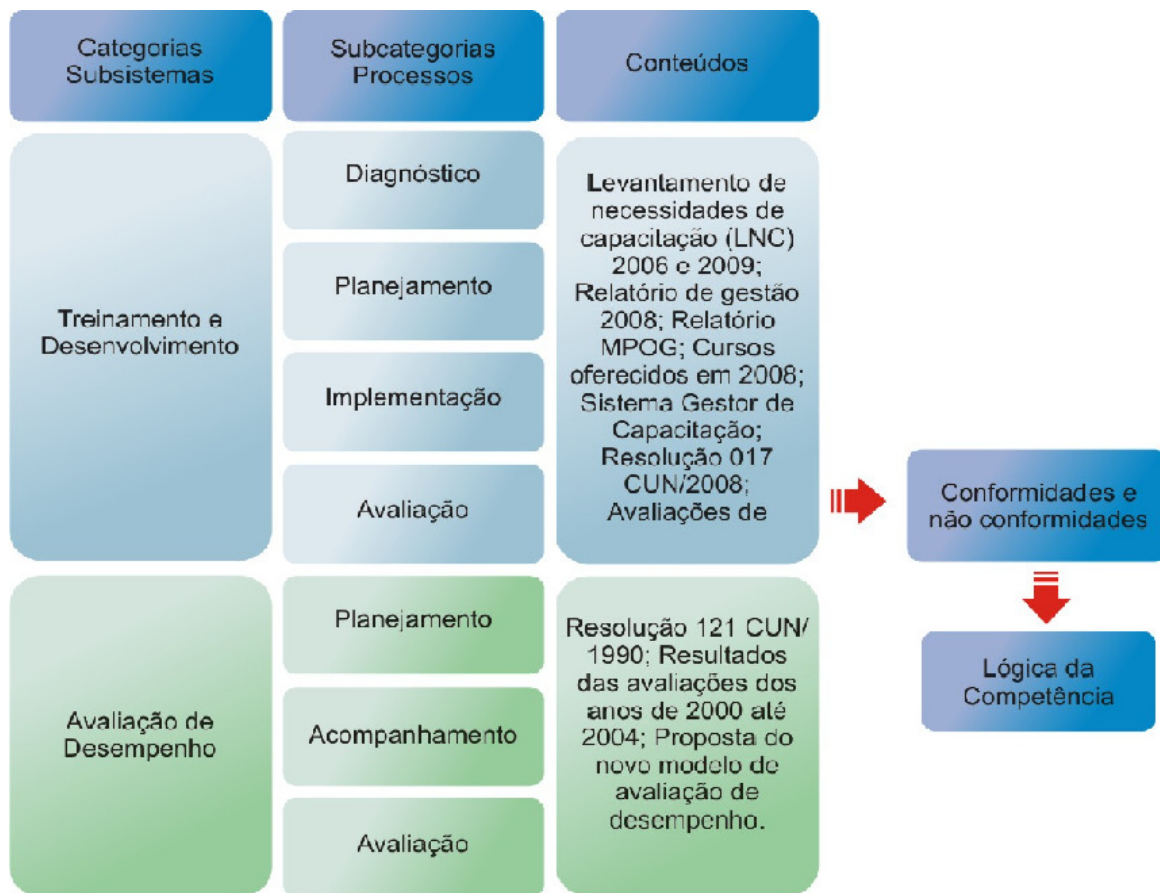 Categorias
Subsistemas
Subcategorias
Processos
Conteúdos
Treinamento e
Desenvolvimento
Diagnóstico
Planejamento
Implementação
Avaliação
Levantamento de
necessidades de
capacitação (LNC)
2006 e 2009;
Relatório de gestão
2008; Relatório
MPOG; Cursos
oferecidos em 2008;
Sistema Gestor de
Capacitação;
Resolução 017
CUN/2008;
Avaliações de
Avaliação de
Desempenho
Planejamento
Acompanhamento
Avaliação
Resolução 121 CUN/
1990; Resultados
das avaliações dos
anos de 2000 até
2004; Proposta do
novo modelo de
avaliação de
desempenho.
Conformidades e
não conformidades
Lógica da
Competência